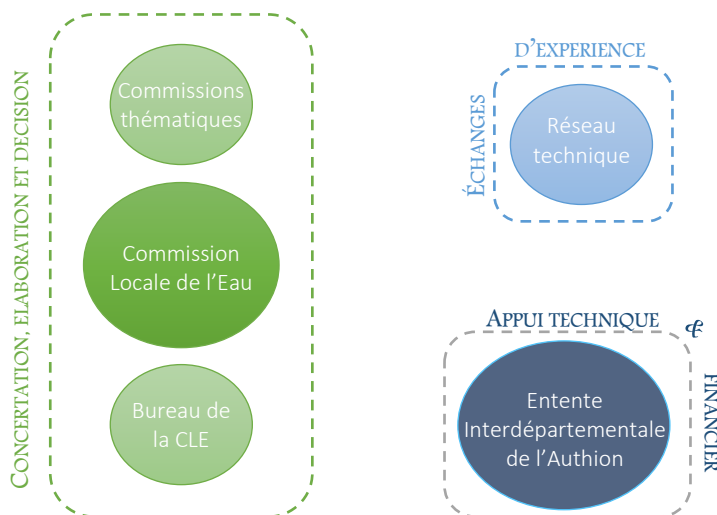 CONCERTATION, ELABORATION ET DECISION
Commissions
thématiques
Commission
Locale de l'Eau
Bureau de
la CLE
ÉCHANGES
D'EXPERIENCE
Réseau
technique
APPUI TECHNIQUE &
FINANCIER
Entente
Interdépartementale
de l'Authion